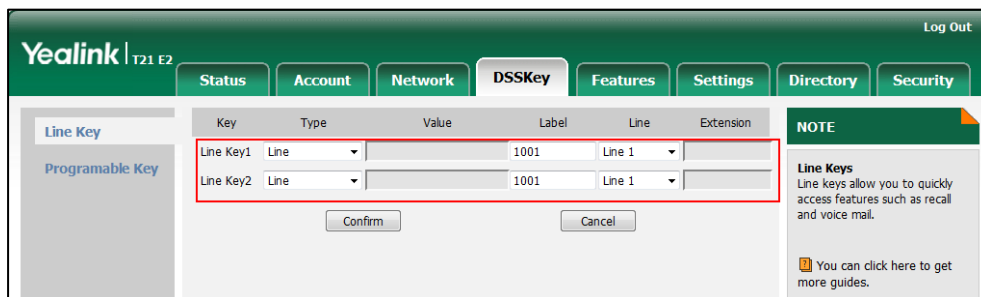 Log Out
Yealink T21 E2
Status Account Network DSSKey Features Settings Directory Security
Line Key
Programable Key
Key Type Value Label Line Extension
Line Key1 Line 1001 Line 1
Line Key2 Line 1001 Line 1
Confirm Cancel
NOTE
Line Keys
Line keys allow you to quickly
access features such as recall
and voice mail.
You can click here to get
more guides.